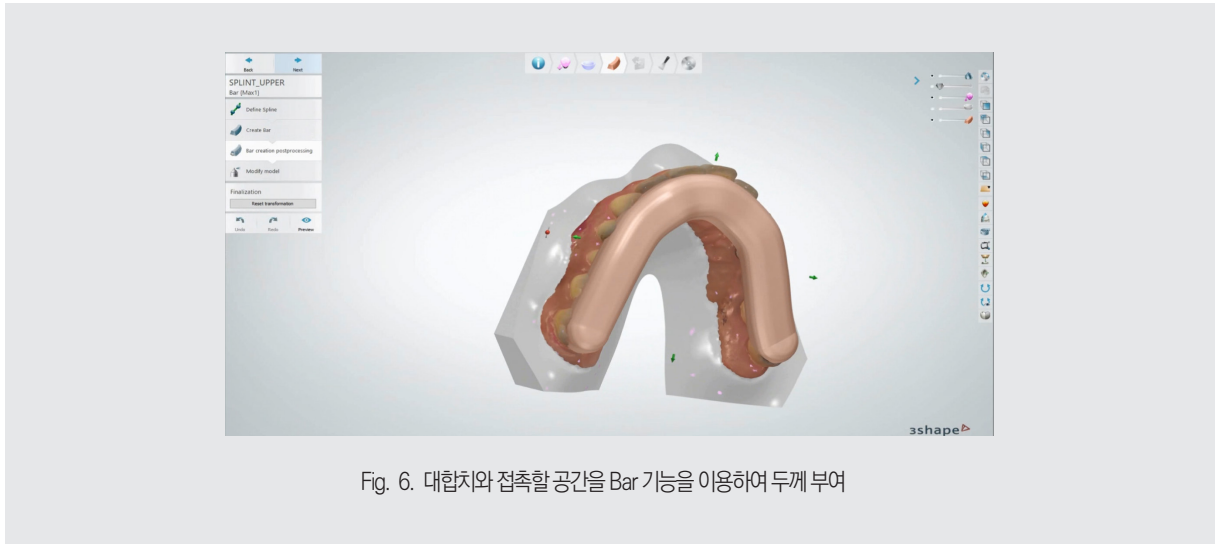 Back
Next
SPLINT_UPPER
Bar (Max1)
Define Spline
Create Bar
Bar creation postprocessing
Modify model
Finalization
Reset transformation
Undo
Redo
Preview
3shape
Fig. 6. 대합치와 접촉할 공간을 Bar 기능을 이용하여 두께 부여